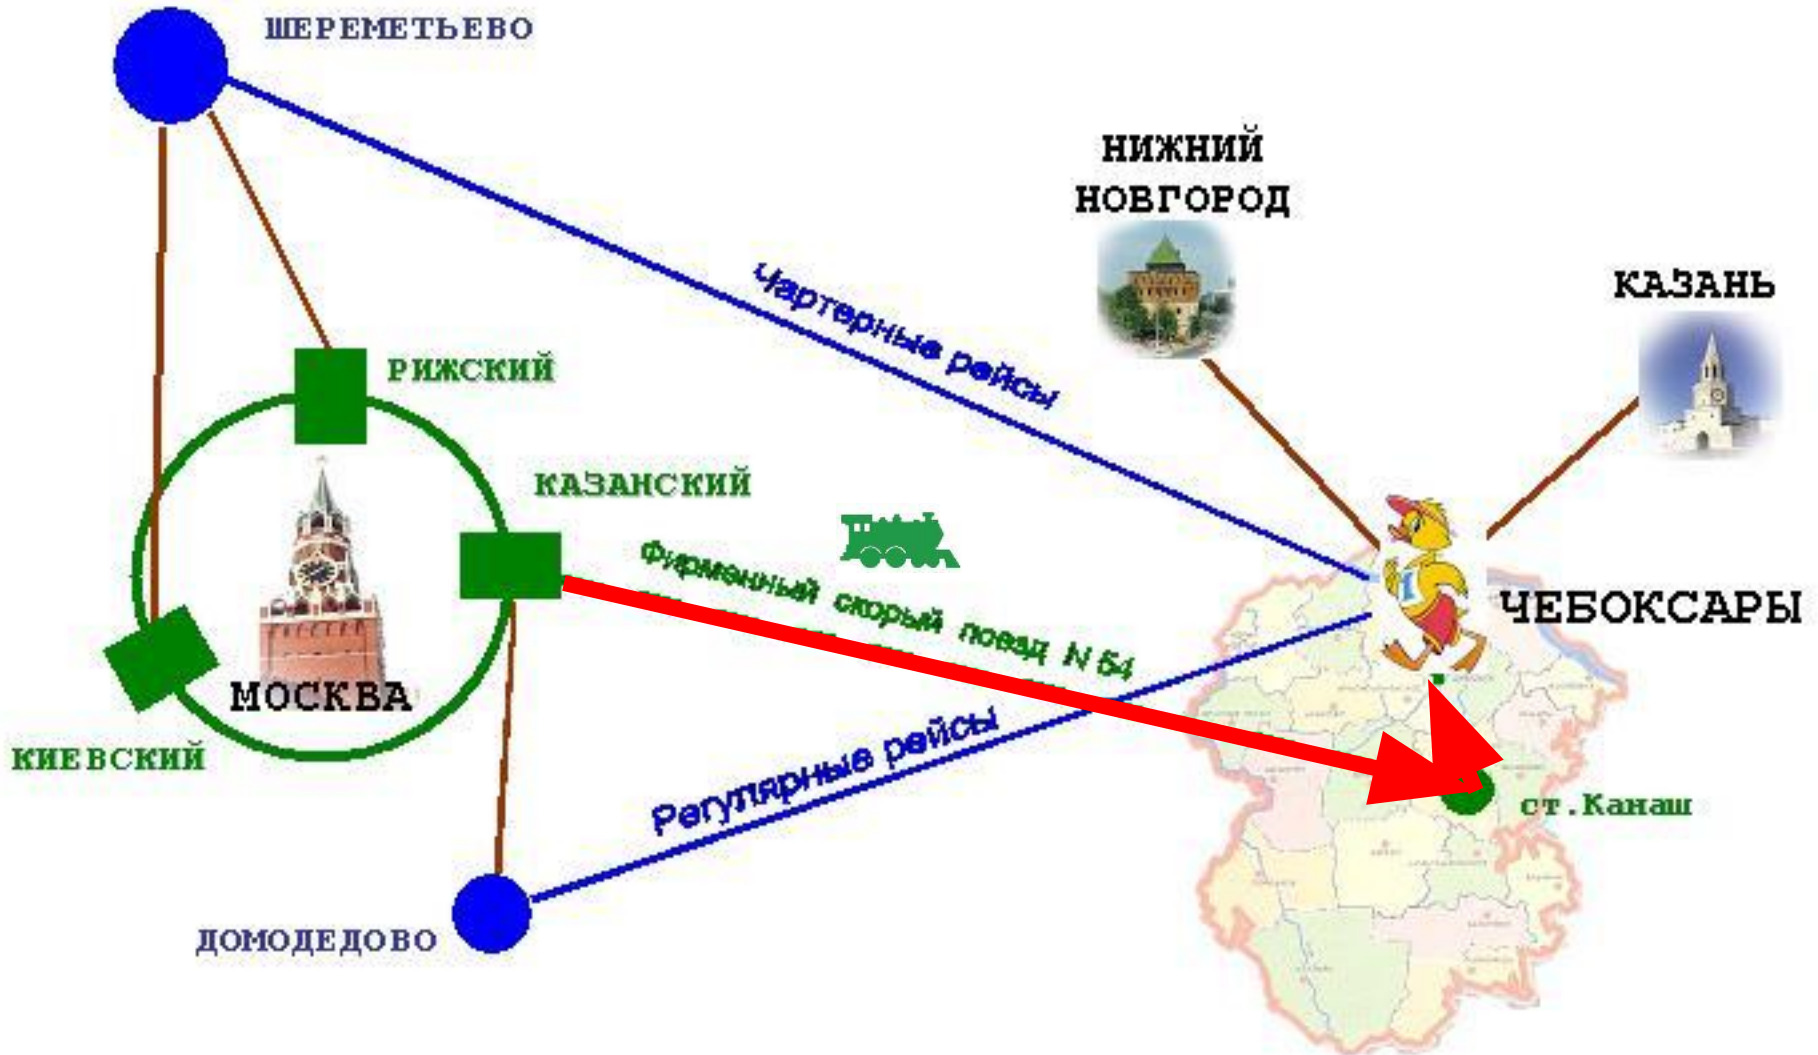 ШЕРЕМЕТЬЕВО
НИЖНИЙ
НОВГОРОД
КАЗАНЬ
Чартерные рейсы
РИЖСКИЙ
КАЗАНСКИЙ
Фирменный скорый поезд N 54
ЧЕБОКСАРЫ
МОСКВА
КИЕВСКИЙ
Регулярные рейсы
ст.Канаш
ДОМОДЕДОВО